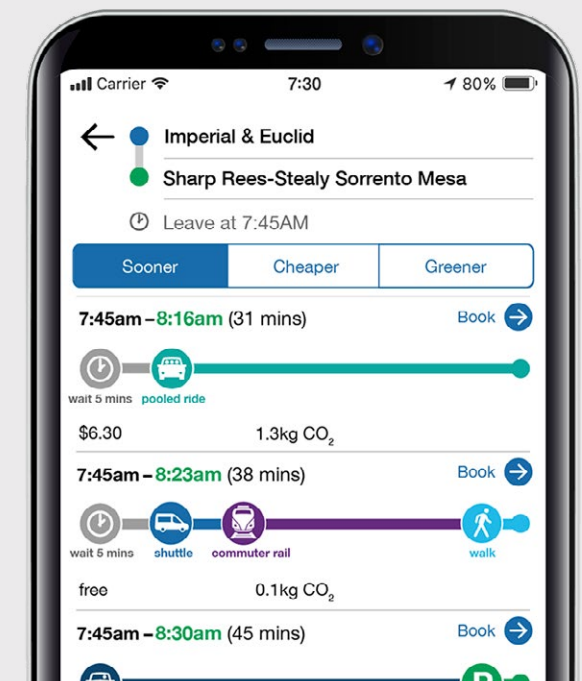 Carrier 7:30 80%
Imperial & Euclid
Sharp Rees-Stealy Sorrento Mesa
Leave at 7:45AM
Sooner Cheaper Greener
7:45am – 8:16am (31 mins) Book
wait 5 mins pooled ride
$6.30 1.3kg CO₂
7:45am – 8:23am (38 mins) Book
wait 5 mins shuttle commuter rail walk
free 0.1kg CO₂
7:45am – 8:30am (45 mins) Book